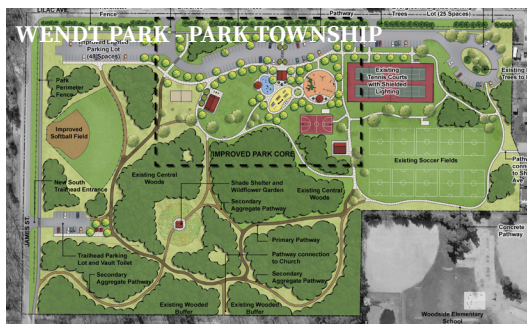 LILAC AVE
Fence
Pathway
Trees
Lot (25 Spaces)
WENDT PARK - PARK TOWNSHIP
Improved Lighted
Parking Lot
(48 Spaces)
Park
Perimeter
Fence
Existing
Tennis Courts
with Shielded
Lighting
Existing
Trees to
Improved
Softball Field
IMPROVED PARK CORE
Existing Soccer Fields
Existing Central
Woods
Shade Shelter and
Wildflower Garden
Existing Central
Woods
New South
Trailhead Entrance
Secondary
Aggregate Pathway
JAMES ST.
Primary Pathway
Concrete
Pathway
Trailhead Parking
Lot and Vault Toilet
Pathway connection
to Church
Secondary
Aggregate Pathway
Secondary
Aggregate Pathway
Existing Wooded
Buffer
Existing Wooded
Buffer
Woodside Elementary
School